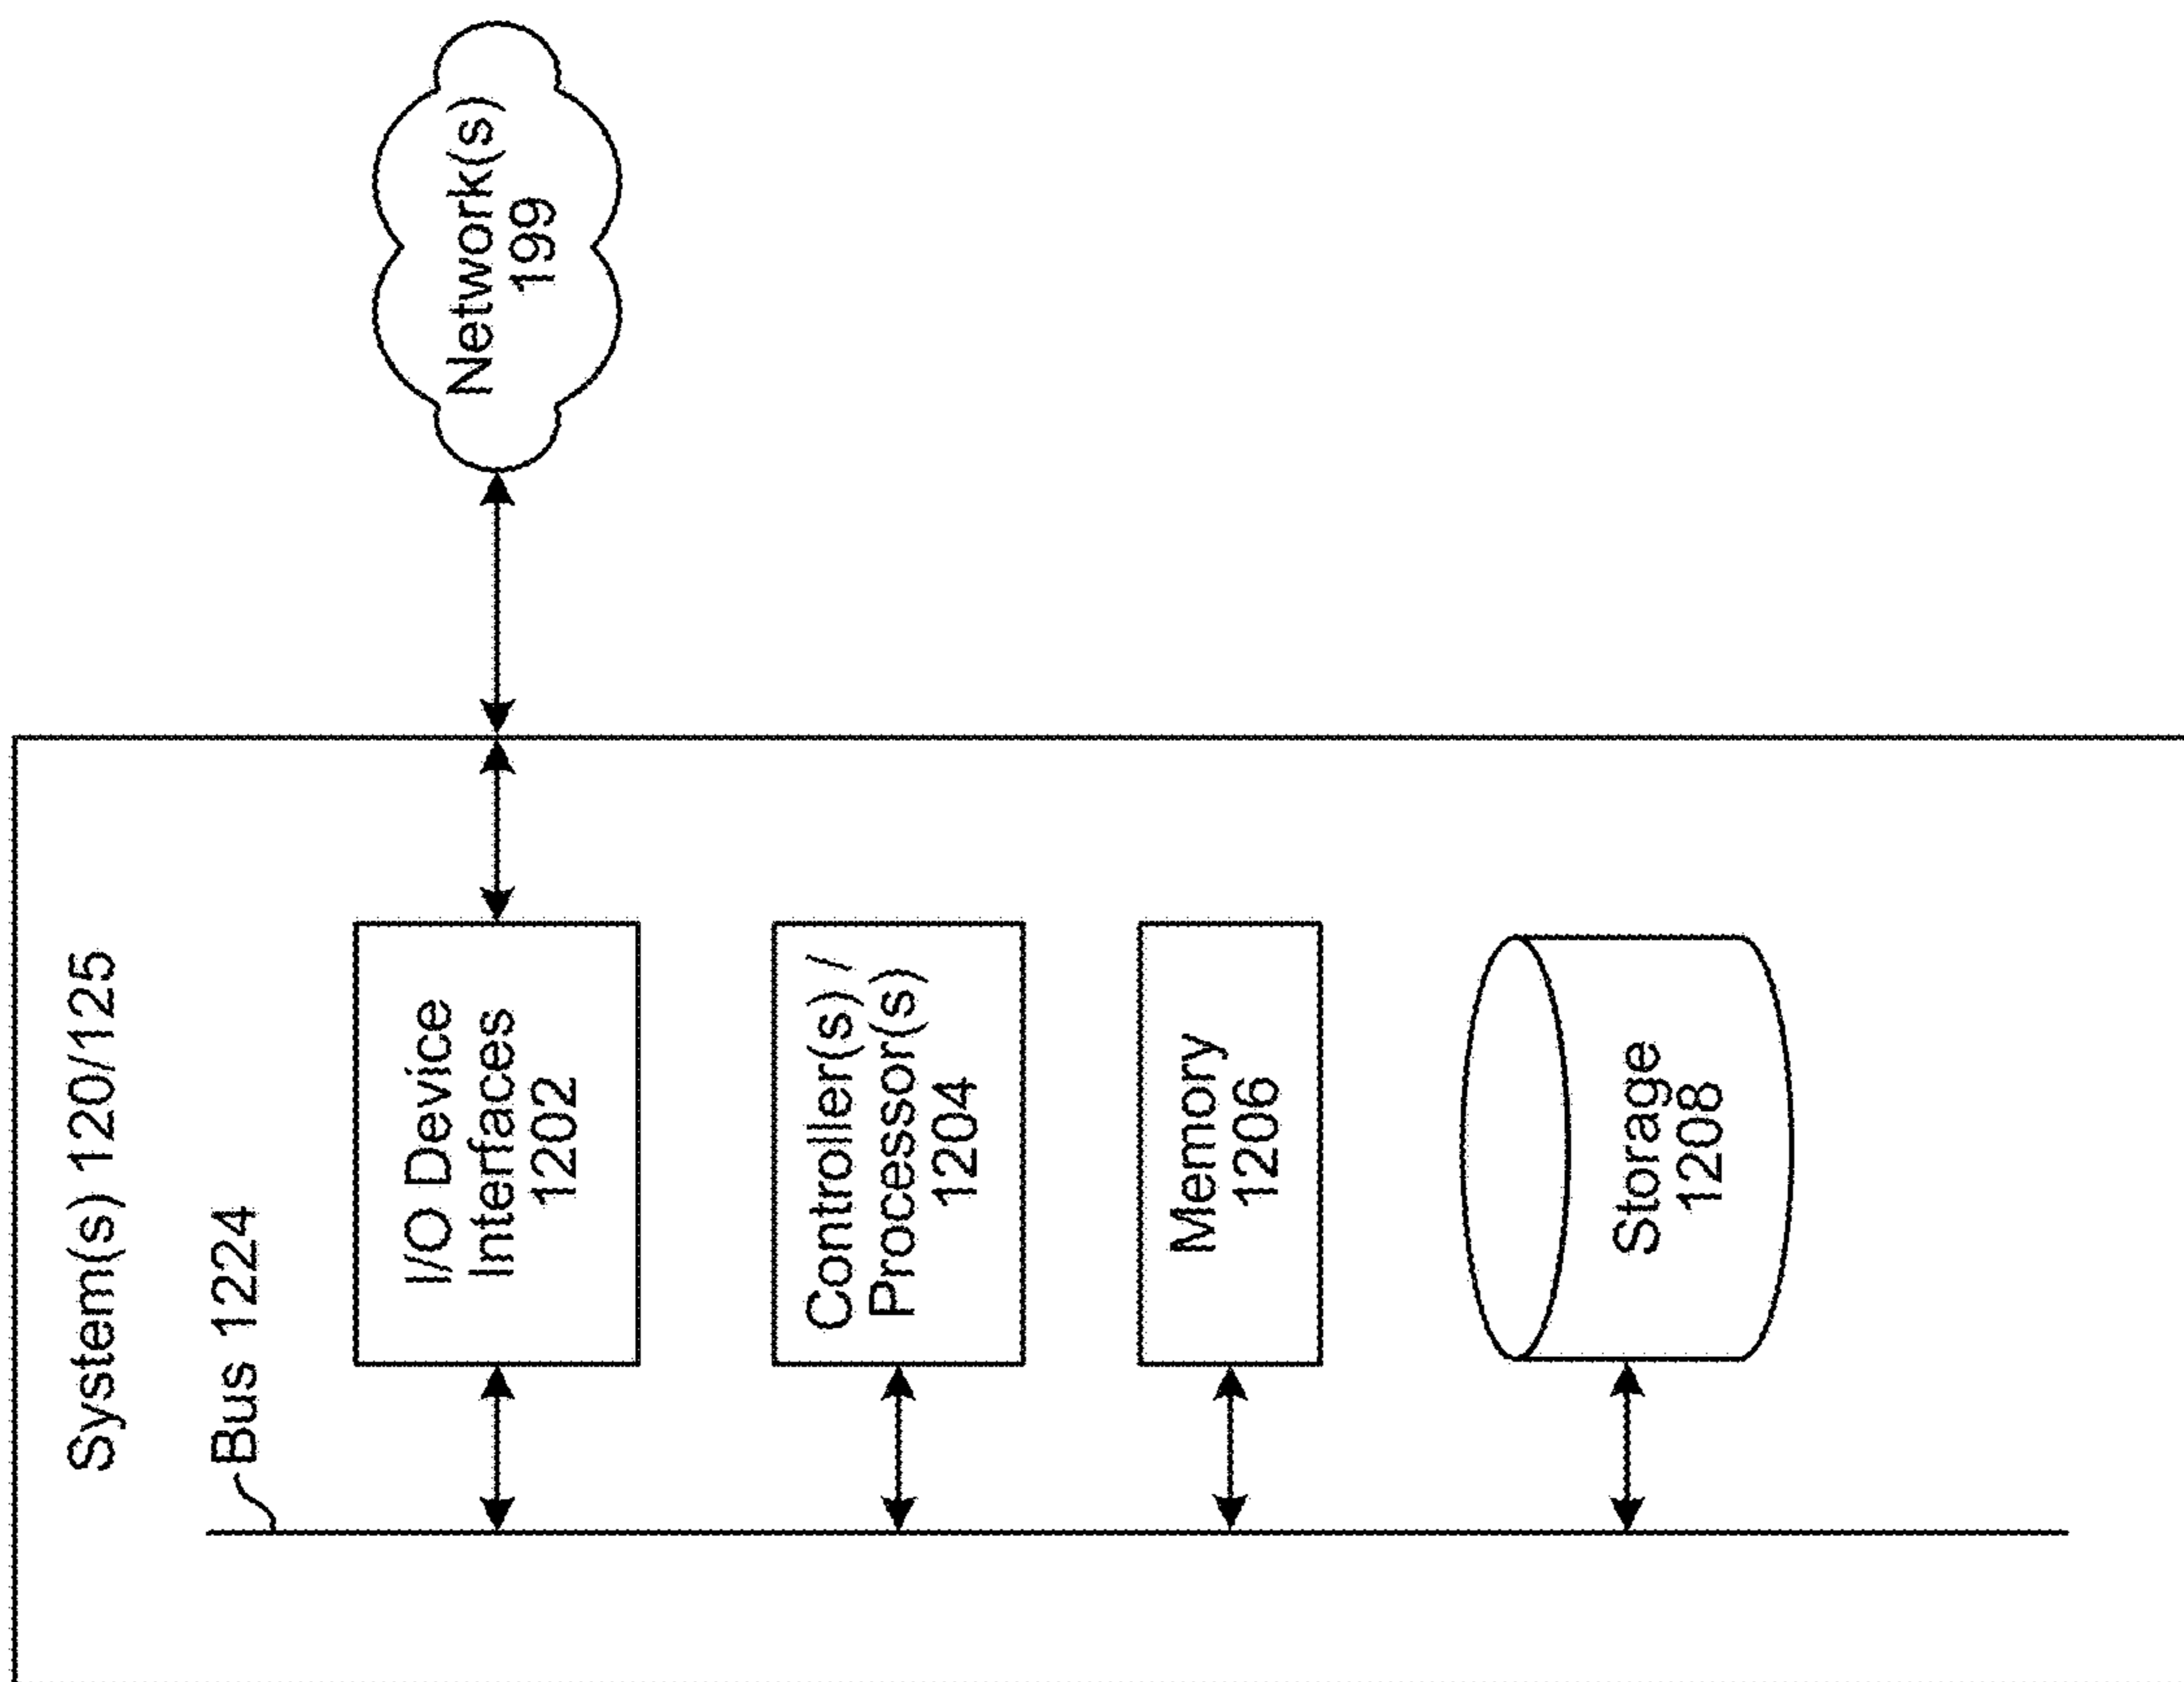 System(s) 120/125
Bus 1224
I/O Device
Interfaces
1202
Controller(s) /
Processor(s)
1204
Memory
1206
Storage
1208
Network(s)
199